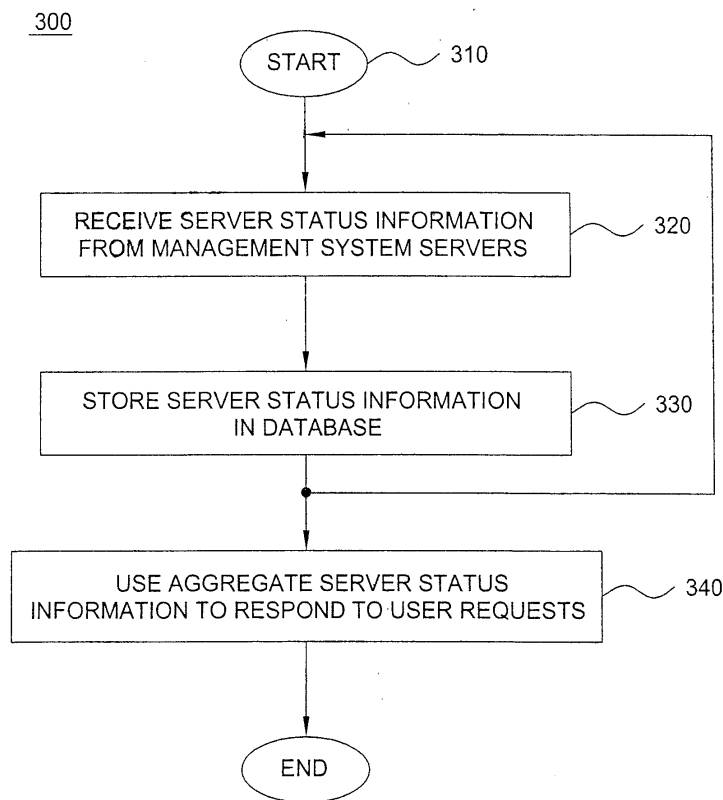 300
START
310
RECEIVE SERVER STATUS INFORMATION
FROM MANAGEMENT SYSTEM SERVERS
320
STORE SERVER STATUS INFORMATION
IN DATABASE
330
USE AGGREGATE SERVER STATUS
INFORMATION TO RESPOND TO USER REQUESTS
340
END